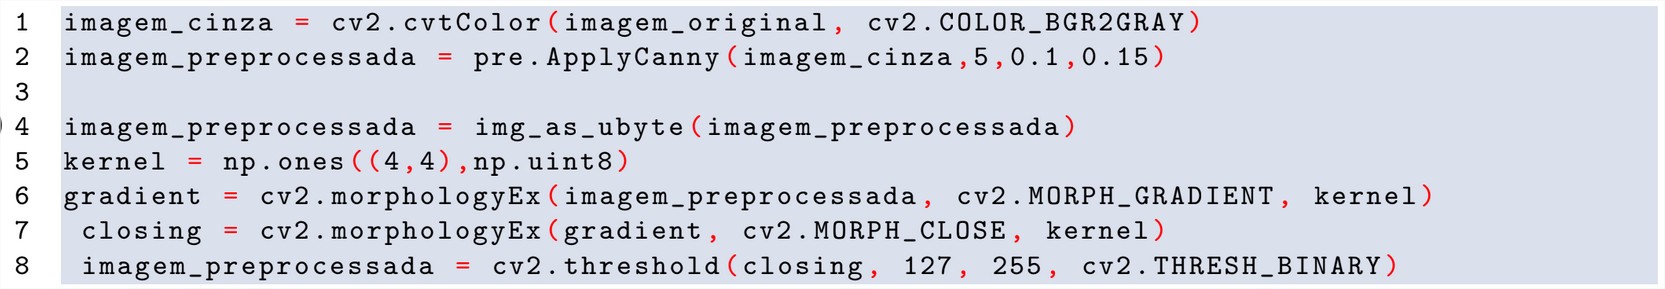 1 imagem_cinza = cv2.cvtColor(imagem_original, cv2.COLOR_BGR2GRAY)
2 imagem_preprocessada = pre.ApplyCanny(imagem_cinza,5,0.1,0.15)
3
4 imagem_preprocessada = img_as_ubyte(imagem_preprocessada)
5 kernel = np.ones((4,4),np.uint8)
6 gradient = cv2.morphologyEx(imagem_preprocessada, cv2.MORPH_GRADIENT, kernel)
7  closing = cv2.morphologyEx(gradient, cv2.MORPH_CLOSE, kernel)
8  imagem_preprocessada = cv2.threshold(closing, 127, 255, cv2.THRESH_BINARY)